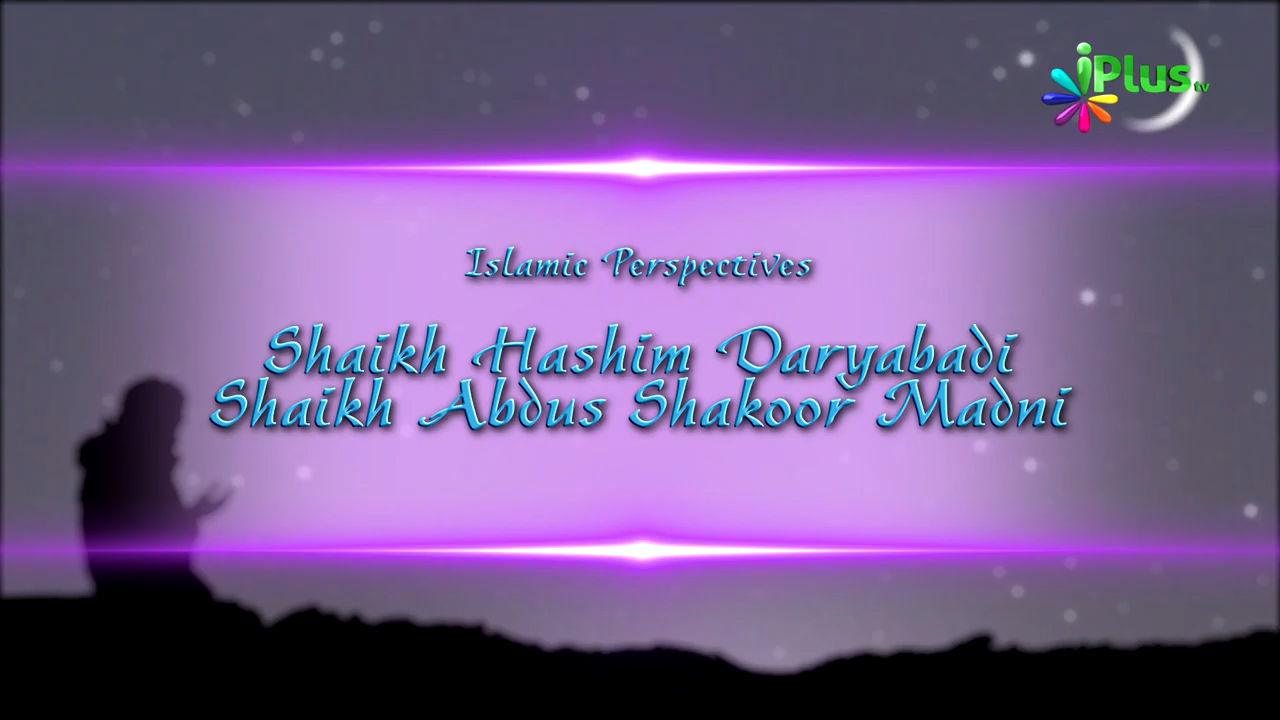 iPlus tv
Islamic Perspectives
Shaikh Hashim Daryabadi
Shaikh Abdus Shakoor Madni